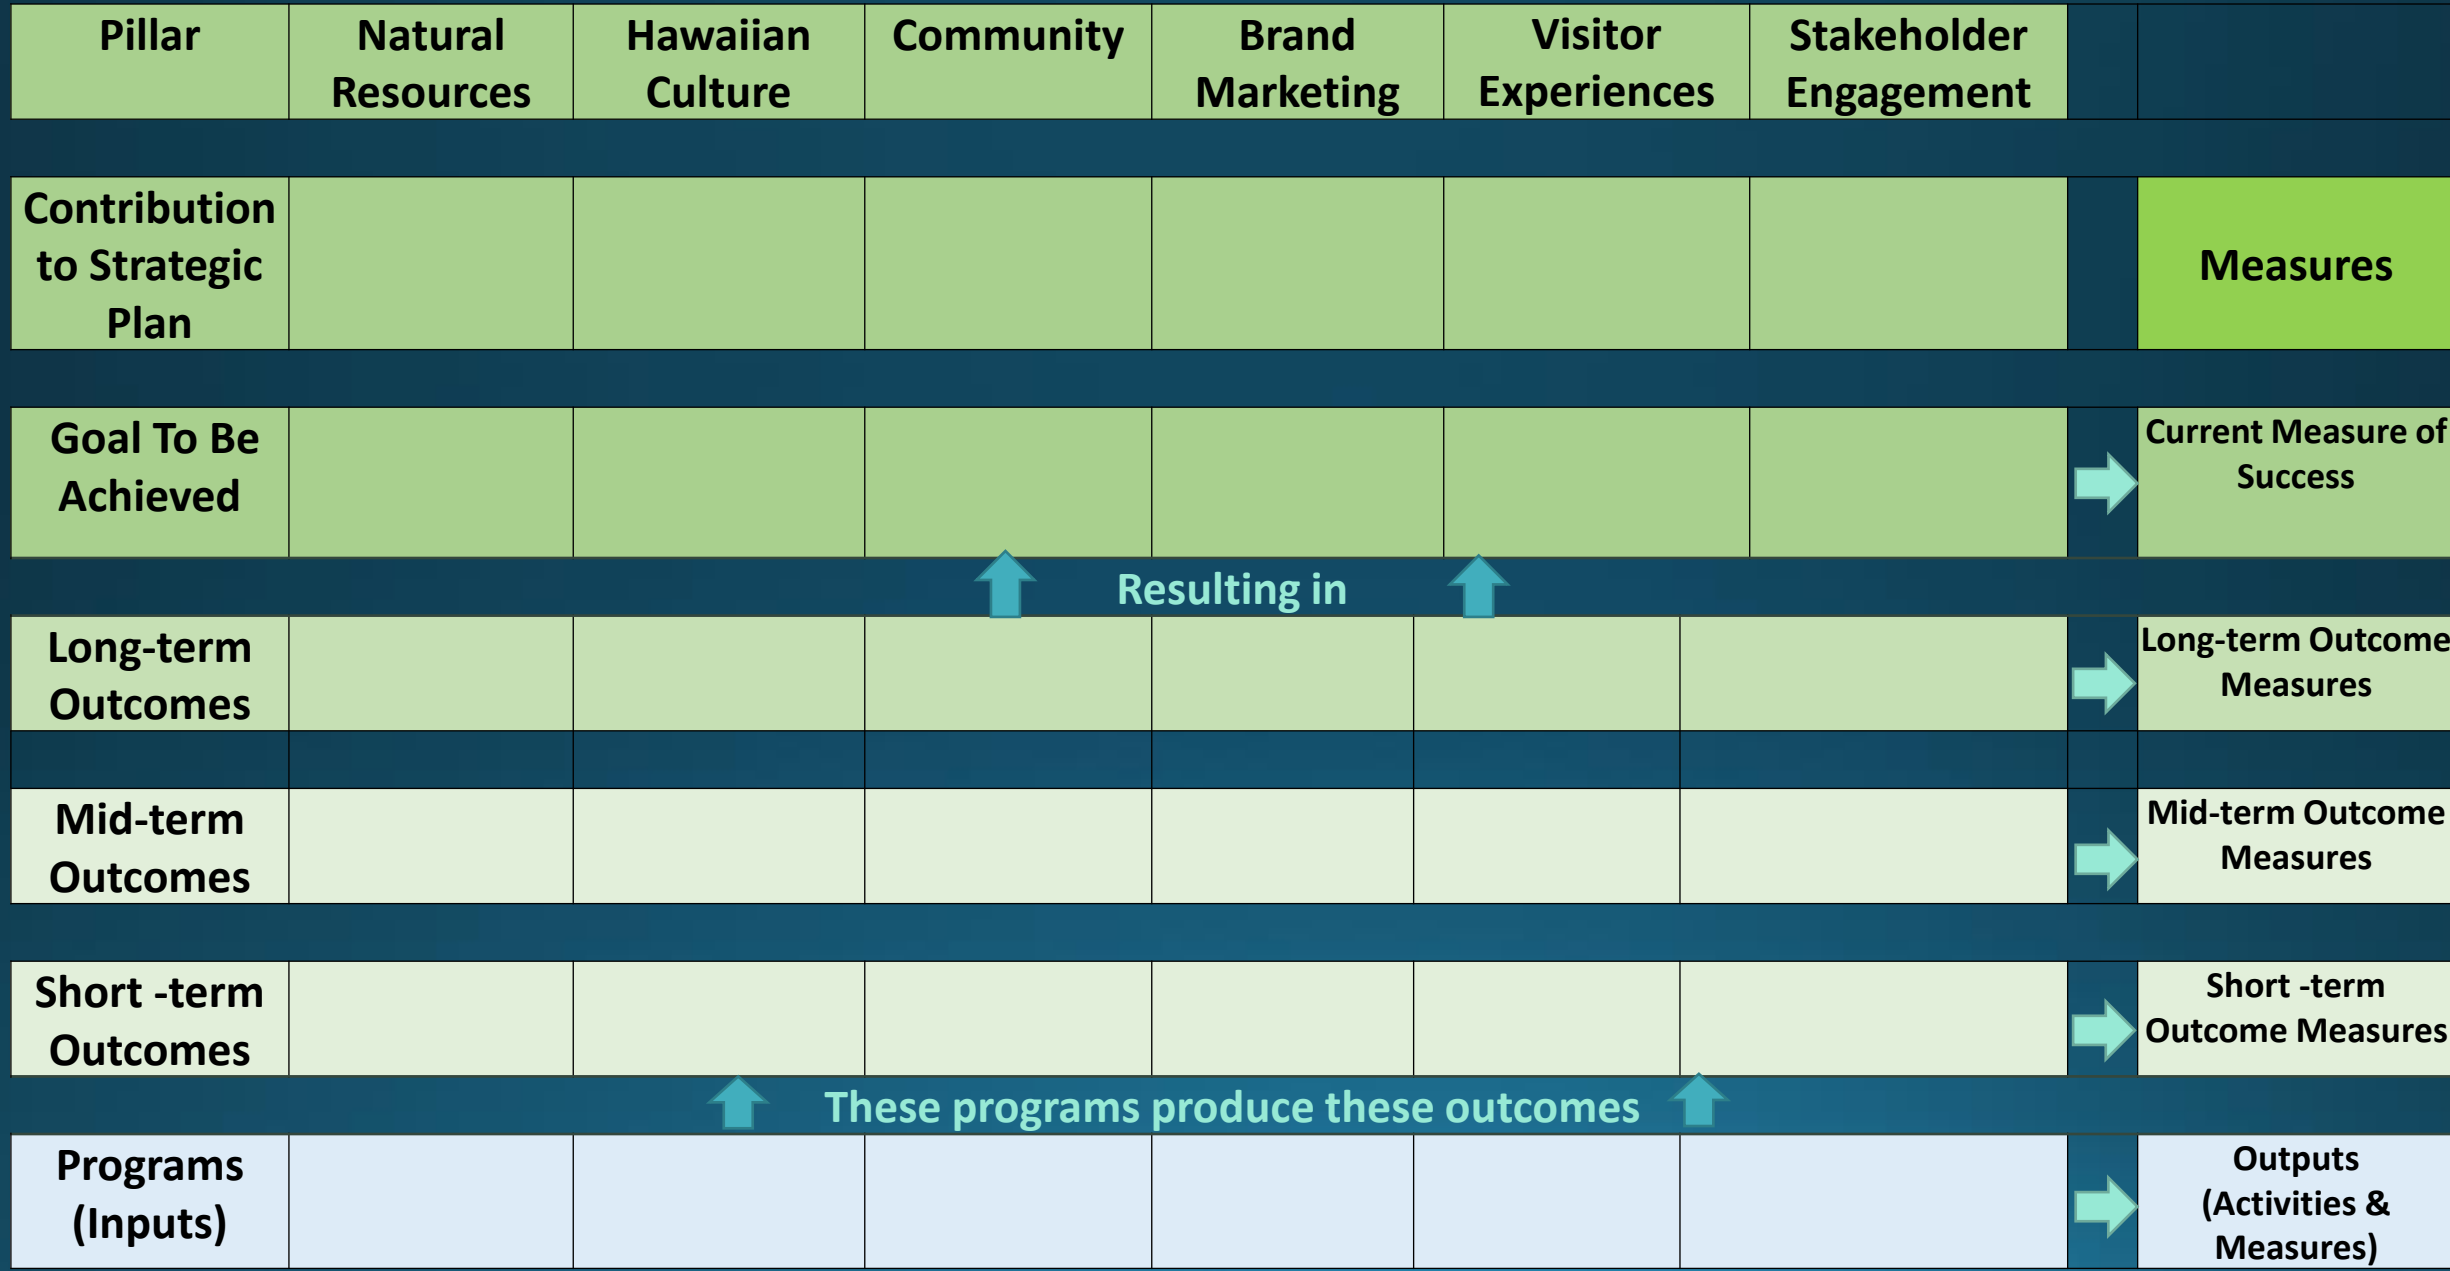 Pillar
Natural
Resources
Hawaiian
Culture
Community
Brand
Marketing
Visitor
Experiences
Stakeholder
Engagement
Contribution
to Strategic
Plan
Measures
Goal To Be
Achieved
Current Measure of
Success
Resulting in
Long-term
Outcomes
Long-term Outcome
Measures
Mid-term
Outcomes
Mid-term Outcome
Measures
Short -term
Outcomes
Short -term
Outcome Measures
These programs produce these outcomes
Programs
(Inputs)
Outputs
(Activities &
Measures)